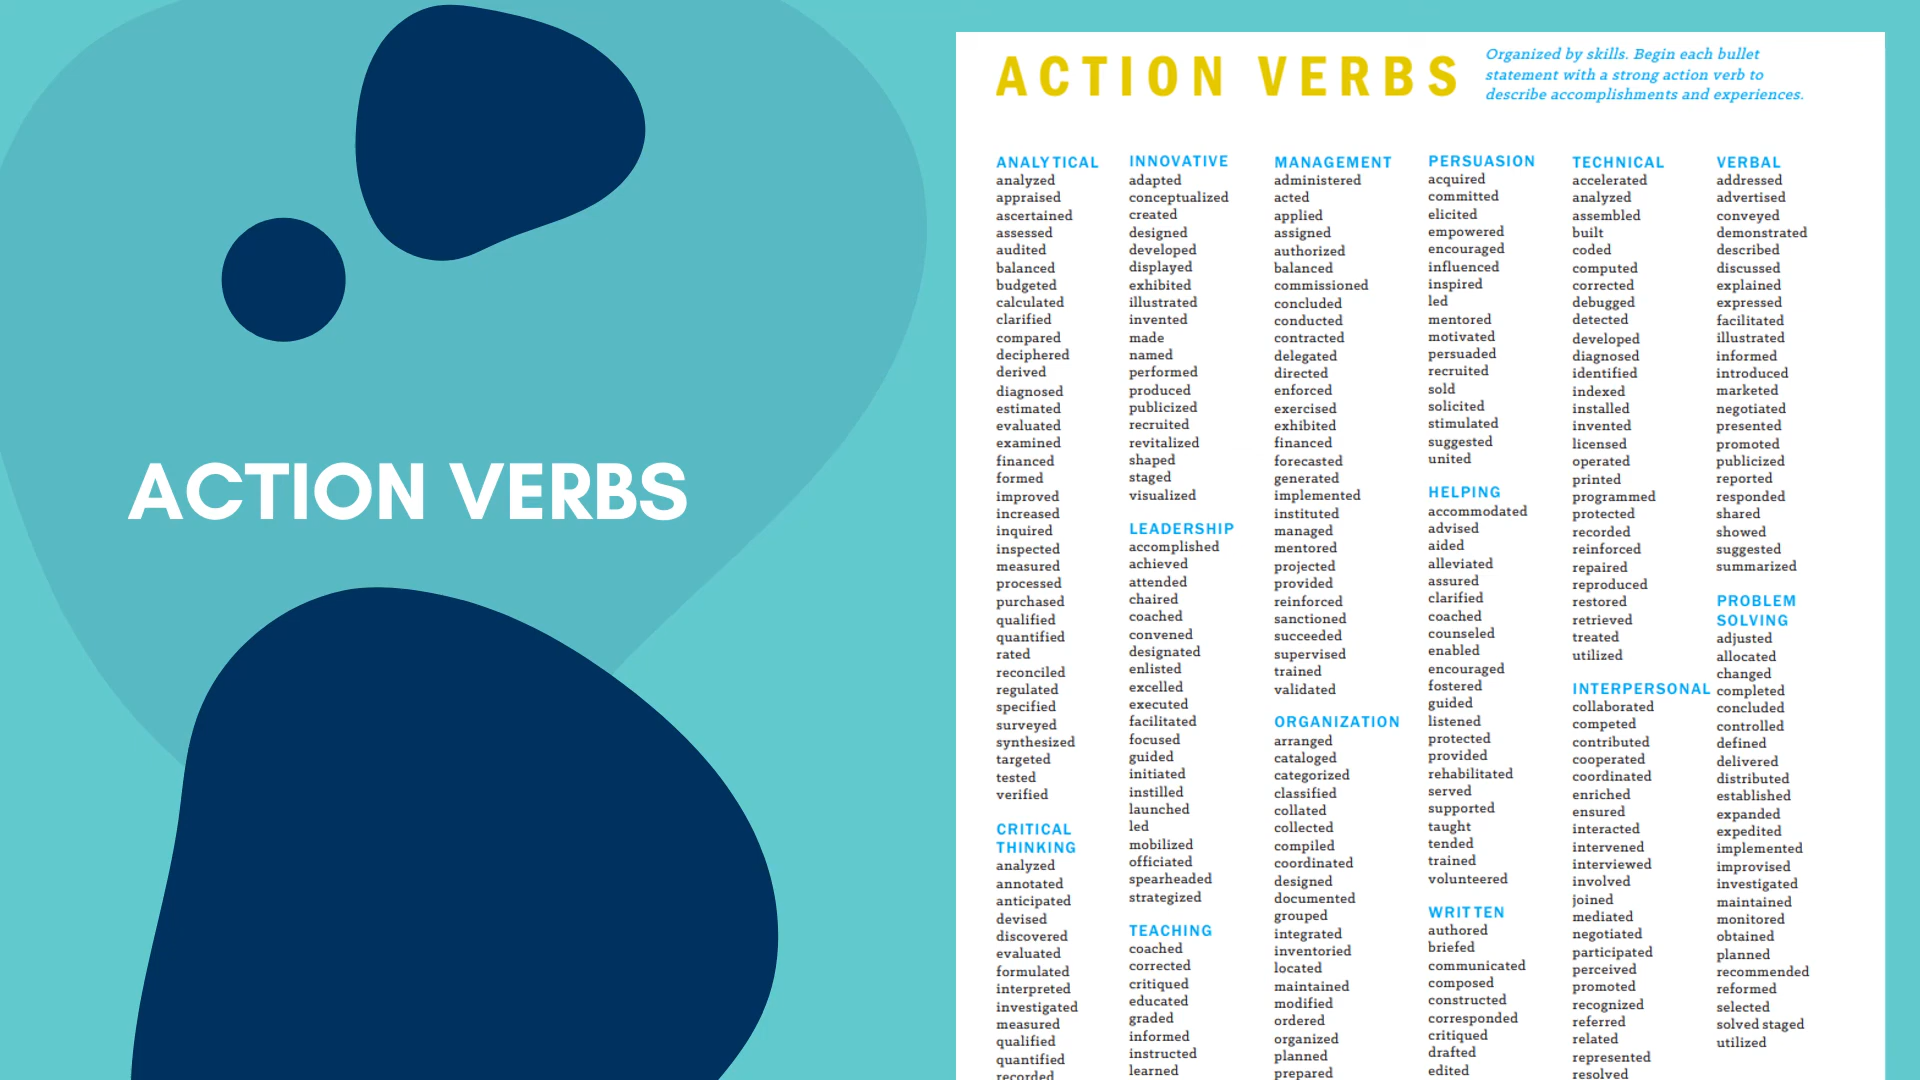 ACTION VERBS
ACTION VERBS
Organized by skills. Begin each bullet
statement with a strong action verb to
describe accomplishments and experiences.
ANALYTICAL
analyzed
appraised
ascertained
assessed
audited
balanced
budgeted
calculated
clarified
compared
deciphered
derived
diagnosed
estimated
evaluated
examined
financed
formed
improved
increased
inquired
inspected
measured
processed
purchased
qualified
quantified
rated
reconciled
regulated
specified
surveyed
synthesized
targeted
tested
verified
CRITICAL
THINKING
analyzed
annotated
anticipated
devised
discovered
evaluated
formulated
interpreted
investigated
measured
qualified
quantified
recorded
INNOVATIVE
adapted
conceptualized
created
designed
developed
displayed
exhibited
illustrated
invented
made
named
performed
produced
publicized
recruited
revitalized
shaped
staged
visualized
LEADERSHIP
accomplished
achieved
attended
chaired
coached
convened
designated
enlisted
excelled
executed
facilitated
focused
guided
initiated
instilled
launched
led
mobilized
officiated
spearheaded
strategized
TEACHING
coached
corrected
critiqued
educated
graded
informed
instructed
learned
MANAGEMENT
administered
acted
applied
assigned
authorized
balanced
commissioned
concluded
conducted
contracted
delegated
directed
enforced
exercised
exhibited
financed
forecasted
generated
implemented
instituted
managed
mentored
projected
provided
reinforced
sanctioned
succeeded
supervised
trained
validated
ORGANIZATION
arranged
cataloged
categorized
classified
collated
collected
compiled
coordinated
designed
documented
grouped
integrated
inventoried
located
maintained
modified
ordered
organized
planned
prepared
PERSUASION
acquired
committed
elicited
empowered
encouraged
influenced
inspired
led
mentored
motivated
persuaded
recruited
sold
solicited
stimulated
suggested
united
HELPING
accommodated
advised
aided
alleviated
assured
clarified
coached
counseled
enabled
encouraged
fostered
guided
listened
protected
provided
rehabilitated
served
supported
taught
tended
trained
volunteered
WRITTEN
authored
briefed
communicated
composed
constructed
corresponded
critiqued
drafted
edited
TECHNICAL
accelerated
analyzed
assembled
built
coded
computed
corrected
debugged
detected
developed
diagnosed
identified
indexed
installed
invented
licensed
operated
printed
programmed
protected
recorded
reinforced
repaired
reproduced
restored
retrieved
treated
utilized
INTERPERSONAL
collaborated
competed
contributed
cooperated
coordinated
enriched
ensured
interacted
intervened
interviewed
involved
joined
mediated
negotiated
participated
perceived
promoted
recognized
referred
related
represented
resolved
VERBAL
addressed
advertised
conveyed
demonstrated
described
discussed
explained
expressed
facilitated
illustrated
informed
introduced
marketed
negotiated
presented
promoted
publicized
reported
responded
shared
showed
suggested
summarized
PROBLEM
SOLVING
adjusted
allocated
changed
completed
concluded
controlled
defined
delivered
distributed
established
expanded
expedited
implemented
improvised
investigated
maintained
monitored
obtained
planned
recommended
reformed
selected
solved staged
utilized